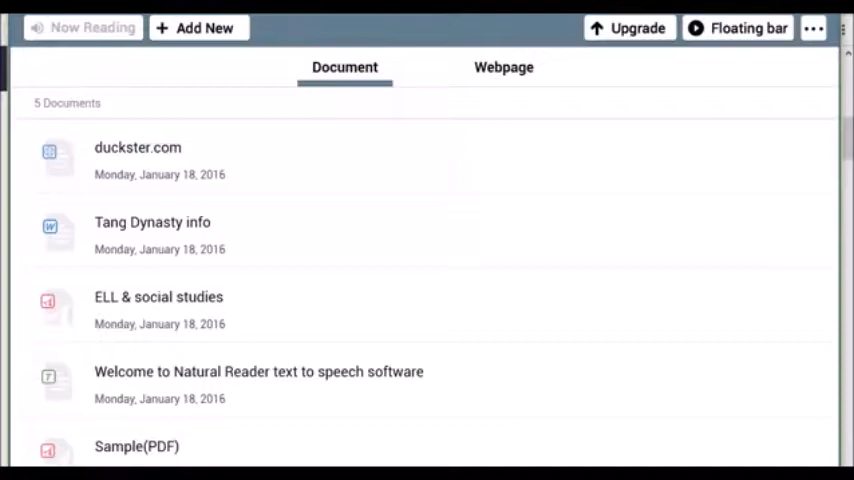 Now Reading + Add New Upgrade Floating bar ...
Document Webpage
5 Documents
duckster.com
Monday, January 18, 2016
Tang Dynasty info
Monday, January 18, 2016
ELL & social studies
Monday, January 18, 2016
Welcome to Natural Reader text to speech software
Monday, January 18, 2016
Sample(PDF)